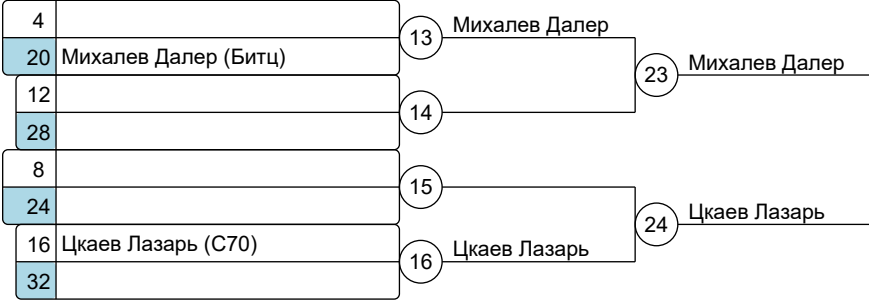 4
20 Михалев Далер (Битц)
13 Михалев Далер
12
28
14
23 Михалев Далер
8
24
15
16 Цкаев Лазарь (С70)
32
16 Цкаев Лазарь
24 Цкаев Лазарь